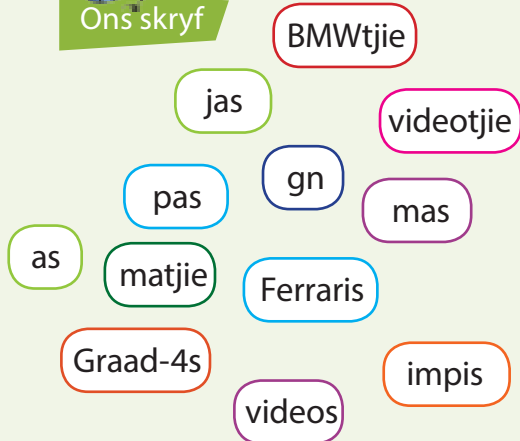 Ons skryf
BMWtjie
jas
videotjie
gn
pas
mas
as
matjie
Ferraris
Graad-4s
impis
videos